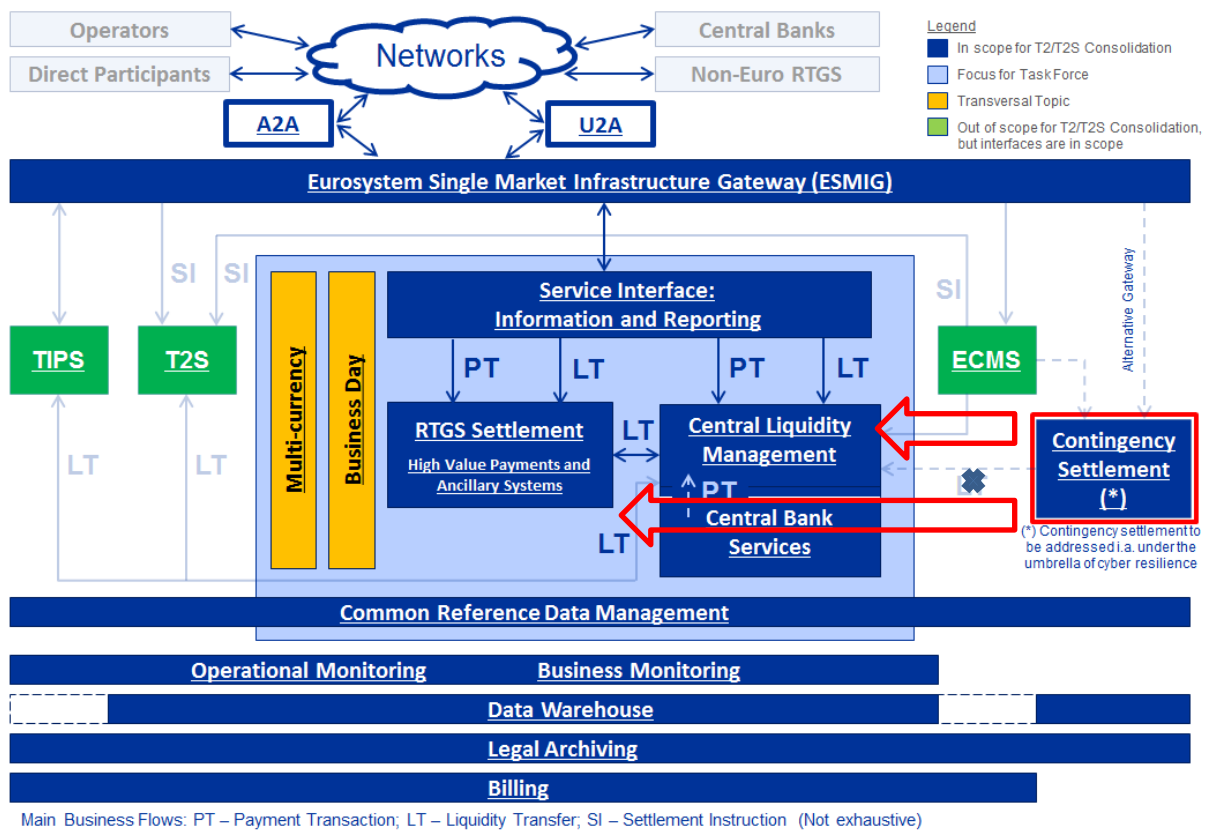 Operators
Direct Participants
Networks
Central Banks
Non-Euro RTGS
Legend
In scope for T2/T2S Consolidation
Focus for Task Force
Transversal Topic
Out of scope for T2/T2S Consolidation,
but interfaces are in scope
A2A
U2A
Eurosystem Single Market Infrastructure Gateway (ESMIG)
SI
SI
SI
Alternative Gateway
Service Interface:
Information and Reporting
Multi-currency
Business Day
TIPS
T2S
ECMS
PT
LT
PT
LT
RTGS Settlement
High Value Payments and
Ancillary Systems
LT
Central Liquidity
Management
Contingency
Settlement
(*)
LT
LT
PT
LT
Central Bank
Services
(*) Contingency settlement to
be addressed i.a. under the
umbrella of cyber resilience
Common Reference Data Management
Operational Monitoring
Business Monitoring
Data Warehouse
Legal Archiving
Billing
Main Business Flows: PT – Payment Transaction; LT – Liquidity Transfer; SI – Settlement Instruction (Not exhaustive)